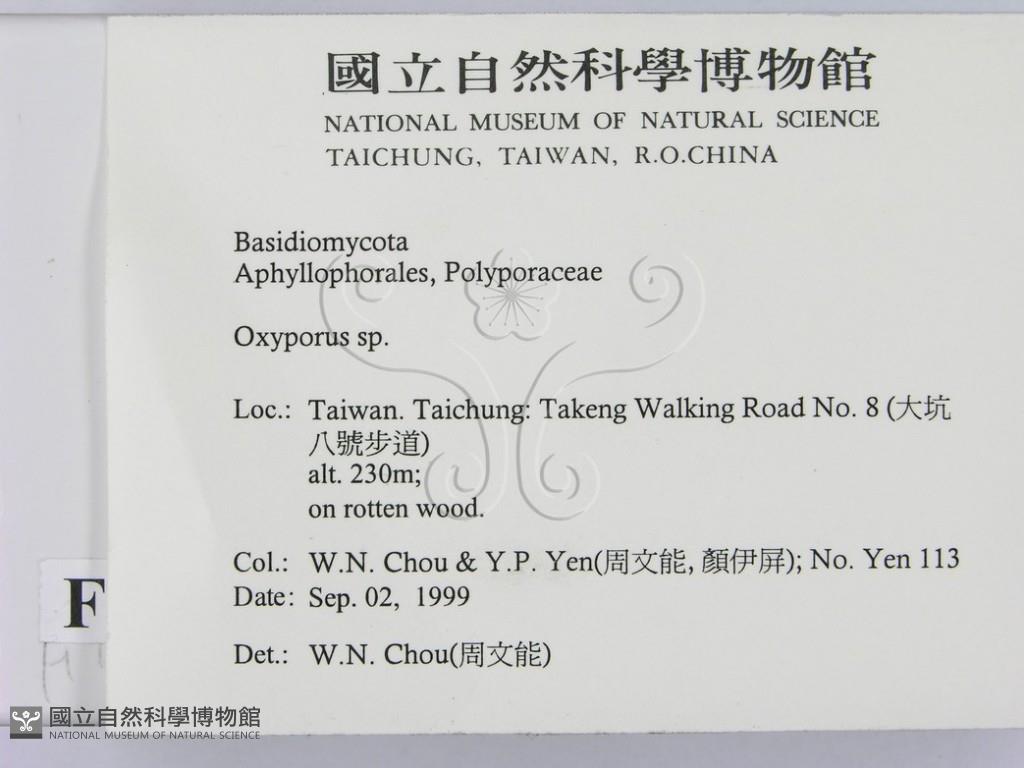 國立自然科學博物館
NATIONAL MUSEUM OF NATURAL SCIENCE
TAICHUNG, TAIWAN, R.O.CHINA
Basidiomycota
Aphyllophorales, Polyporaceae
Oxyporus sp.
Loc.: Taiwan. Taichung: Takeng Walking Road No. 8 (大坑
八號步道)
alt. 230m;
on rotten wood.
Col.: W.N. Chou & Y.P. Yen(周文能, 顏伊屏); No. Yen 113
Date: Sep. 02, 1999
Det.: W.N. Chou(周文能)
F
國立自然科學博物館
NATIONAL MUSEUM OF NATURAL SCIENCE